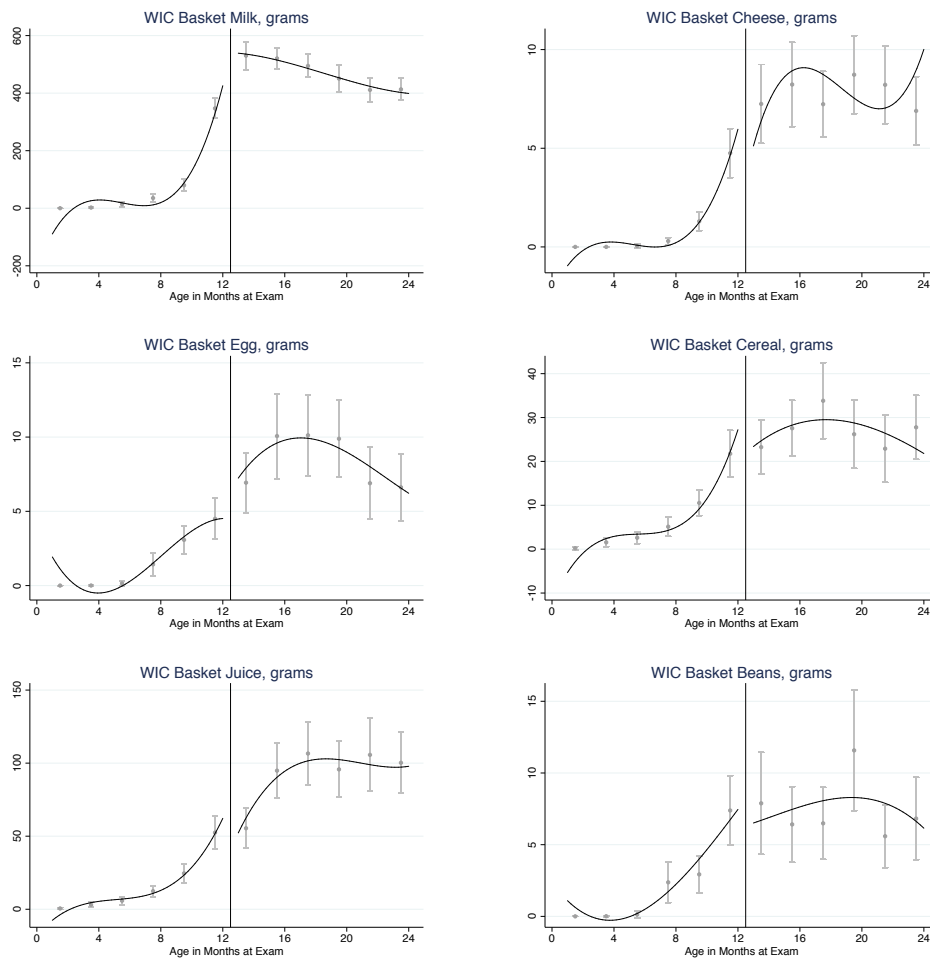 WIC Basket Milk, grams
600
400
200
0
-200
0 4 8 12 16 20 24
Age in Months at Exam
WIC Basket Cheese, grams
10
5
0
0 4 8 12 16 20 24
Age in Months at Exam
WIC Basket Egg, grams
15
10
5
0
0 4 8 12 16 20 24
Age in Months at Exam
WIC Basket Cereal, grams
40
30
20
10
0
-10
0 4 8 12 16 20 24
Age in Months at Exam
WIC Basket Juice, grams
150
100
50
0
0 4 8 12 16 20 24
Age in Months at Exam
WIC Basket Beans, grams
15
10
5
0
0 4 8 12 16 20 24
Age in Months at Exam